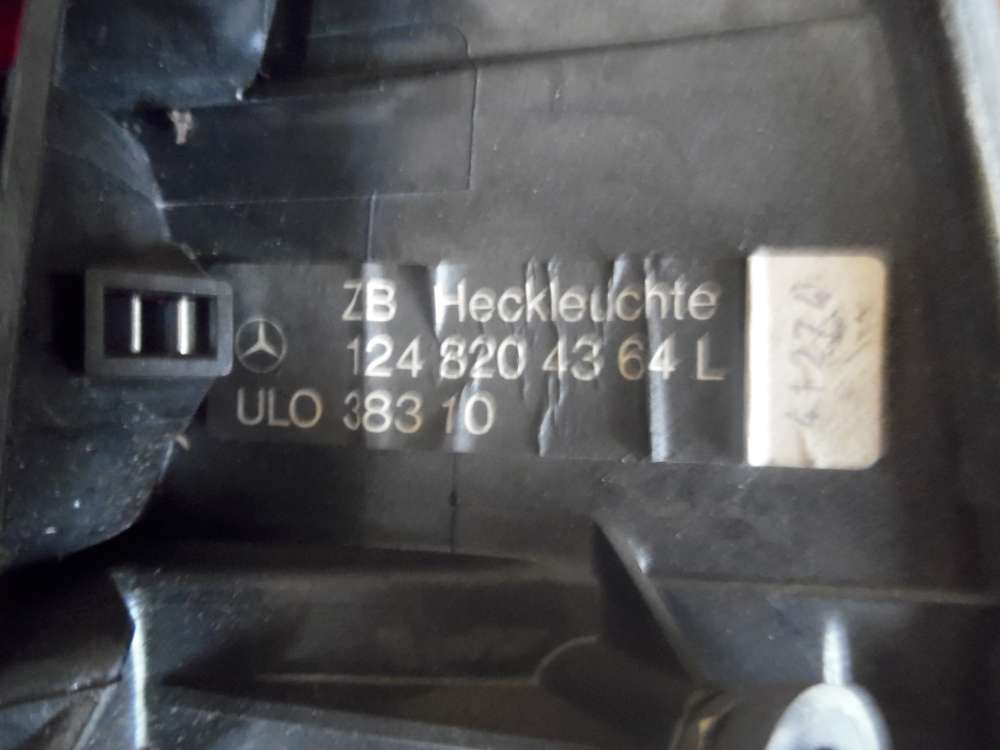 ZB Heckleuchte
124 820 43 64 L
ULO 383 10